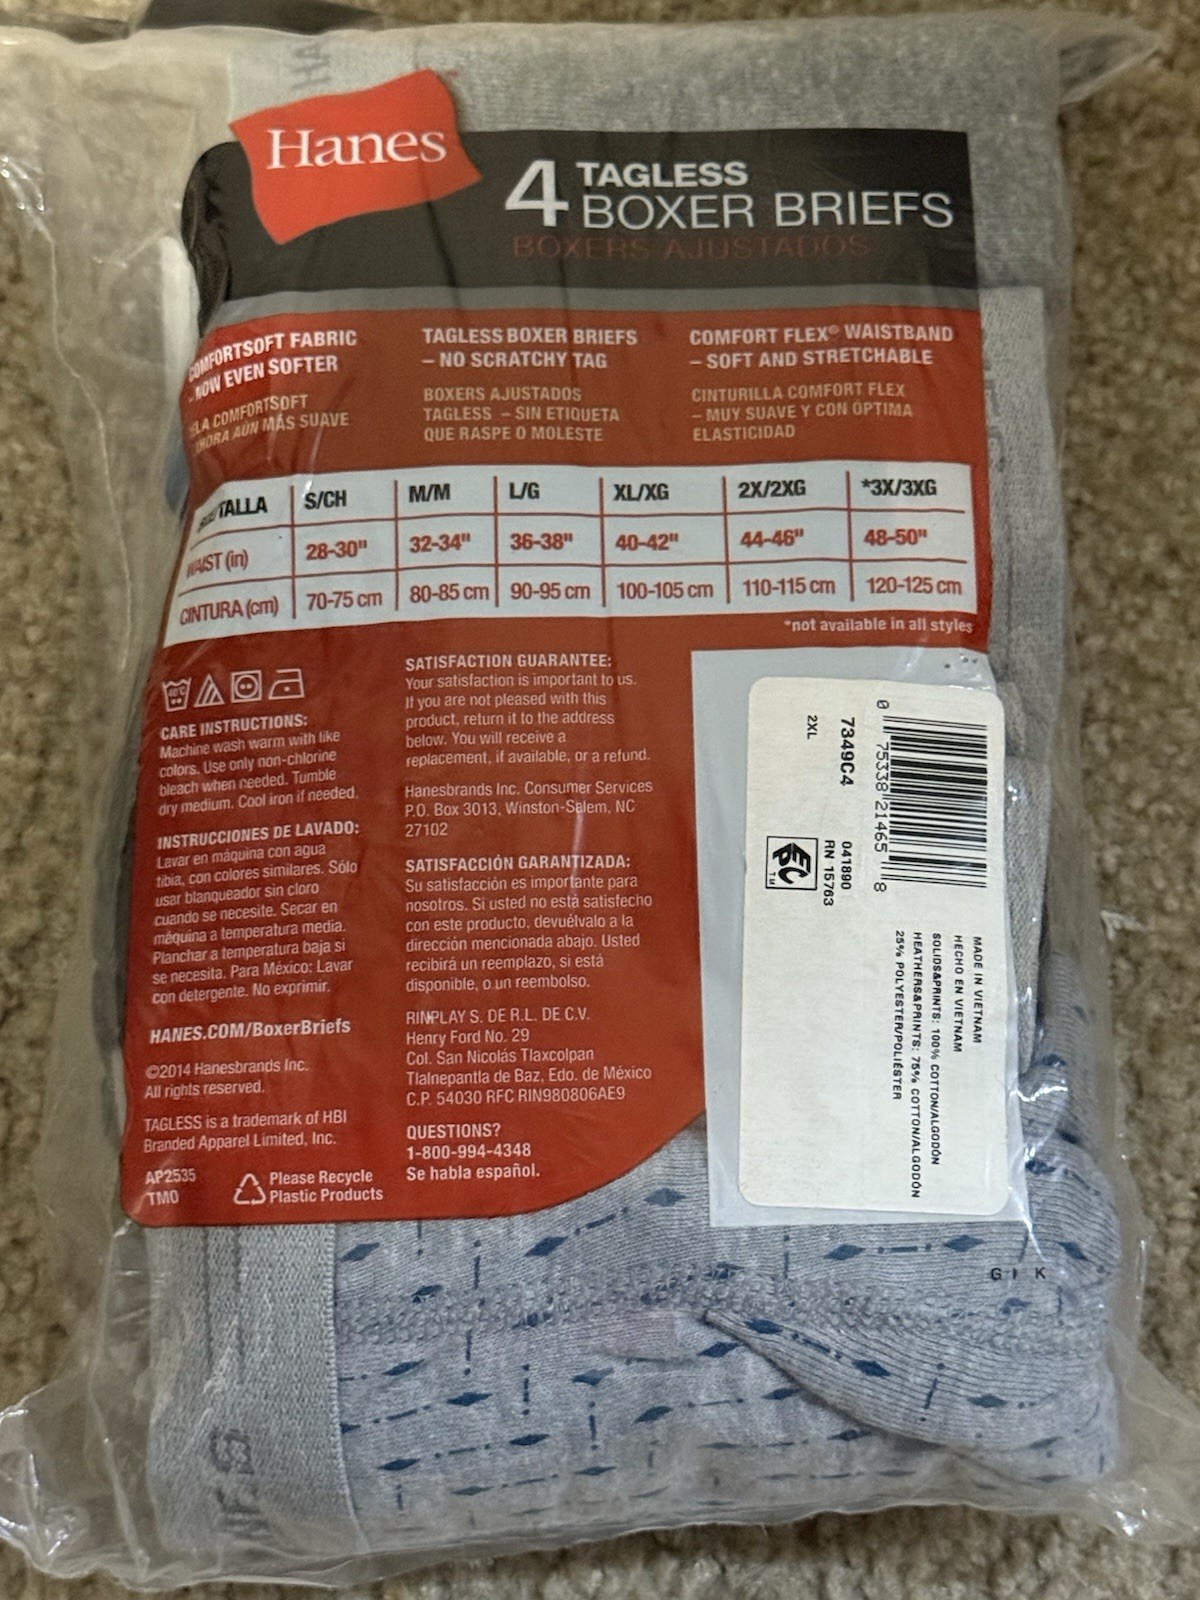 Hanes
4 TAGLESS
BOXER BRIEFS
BOXERS AJUSTADOS
COMFORTSOFT FABRIC
- NOW EVEN SOFTER
TELA COMFORTSOFT
AHORA AÚN MÁS SUAVE
TAGLESS BOXER BRIEFS
– NO SCRATCHY TAG
BOXERS AJUSTADOS
TAGLESS – SIN ETIQUETA
QUE RASPE O MOLESTE
COMFORT FLEX® WAISTBAND
– SOFT AND STRETCHABLE
CINTURILLA COMFORT FLEX
– MUY SUAVE Y CON ÓPTIMA
ELASTICIDAD
/TALLA S/CH M/M L/G XL/XG 2X/2XG *3X/3XG
WAIST (in) 28-30" 32-34" 36-38" 40-42" 44-46" 48-50"
CINTURA (cm) 70-75 cm 80-85 cm 90-95 cm 100-105 cm 110-115 cm 120-125 cm
*not available in all styles
40°C
CARE INSTRUCTIONS:
Machine wash warm with like
colors. Use only non-chlorine
bleach when needed. Tumble
dry medium. Cool iron if needed.
INSTRUCCIONES DE LAVADO:
Lavar en máquina con agua
tibia, con colores similares. Sólo
usar blanqueador sin cloro
cuando se necesite. Secar en
máquina a temperatura media.
Planchar a temperatura baja si
se necesita. Para México: Lavar
con detergente. No exprimir.
HANES.COM/BoxerBriefs
©2014 Hanesbrands Inc.
All rights reserved.
TAGLESS is a trademark of HBI
Branded Apparel Limited, Inc.
AP2535
TMO
Please Recycle
Plastic Products
SATISFACTION GUARANTEE:
Your satisfaction is important to us.
If you are not pleased with this
product, return it to the address
below. You will receive a
replacement, if available, or a refund.
Hanesbrands Inc. Consumer Services
P.O. Box 3013, Winston-Salem, NC
27102
SATISFACCIÓN GARANTIZADA:
Su satisfacción es importante para
nosotros. Si usted no está satisfecho
con este producto, devuélvalo a la
dirección mencionada abajo. Usted
recibirá un reemplazo, si está
disponible, o un reembolso.
RINPLAY S. DE R.L. DE C.V.
Henry Ford No. 29
Col. San Nicolás Tlaxcolpan
Tlalnepantla de Baz, Edo. de México
C.P. 54030 RFC RIN980806AE9
QUESTIONS?
1-800-994-4348
Se habla español.
0 75338 21465 8
7349C4
2XL
041890
RN 15763
EPC TM
MADE IN VIETNAM
HECHO EN VIETNAM
SOLIDS&PRINTS: 100% COTTON/ALGODÓN
HEATHERS&PRINTS: 75% COTTON/ALGODÓN
25% POLYESTER/POLIÉSTER
G I K